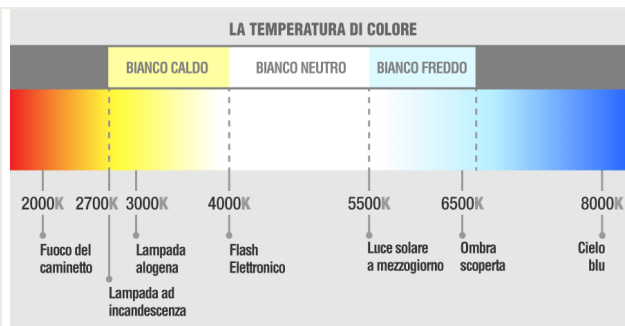 LA TEMPERATURA DI COLORE
BIANCO CALDO
BIANCO NEUTRO
BIANCO FREDDO
2000K
2700K
3000K
4000K
5500K
6500K
8000K
Fuoco del
caminetto
Lampada ad
incandescenza
Lampada
alogena
Flash
Elettronico
Luce solare
a mezzogiorno
Ombra
scoperta
Cielo
blu